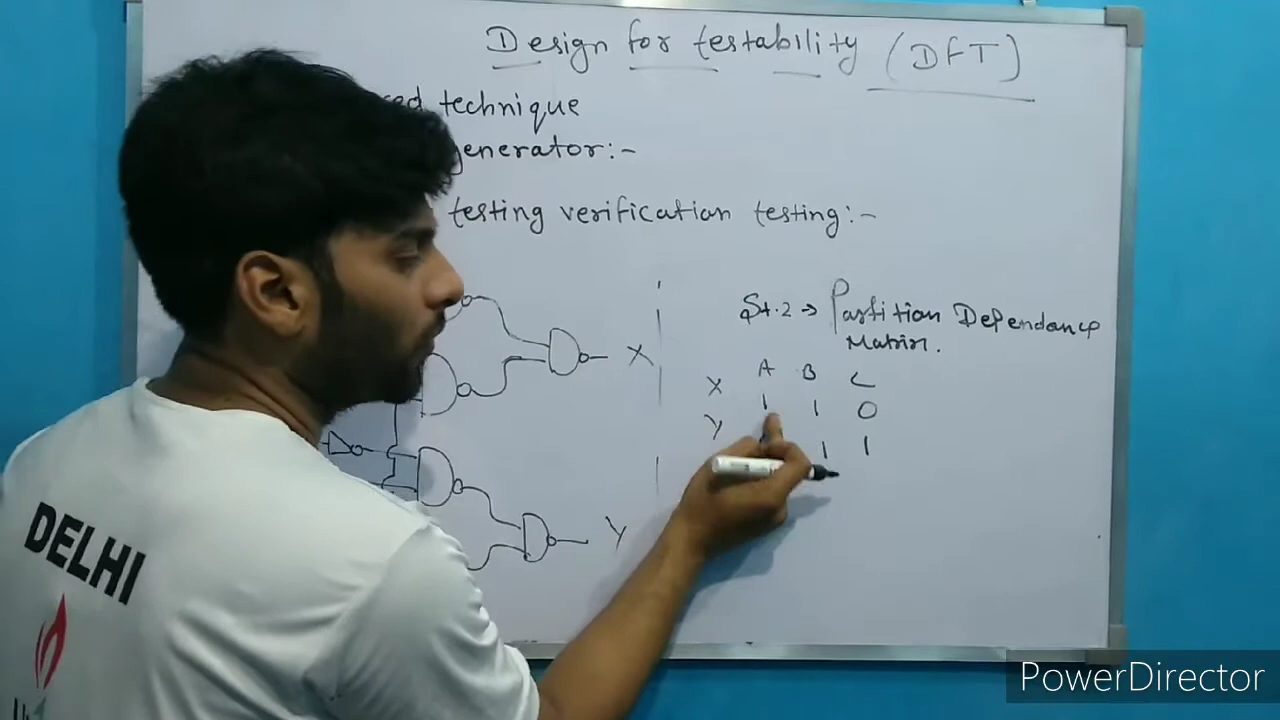 Design for testability (DFT)
technique
enerator:-
testing verification testing:-
St.2 → Partition Dependance
Matrix.
A B C
X 1 1 0
Y 1 1
X
Y
DELHI
PowerDirector